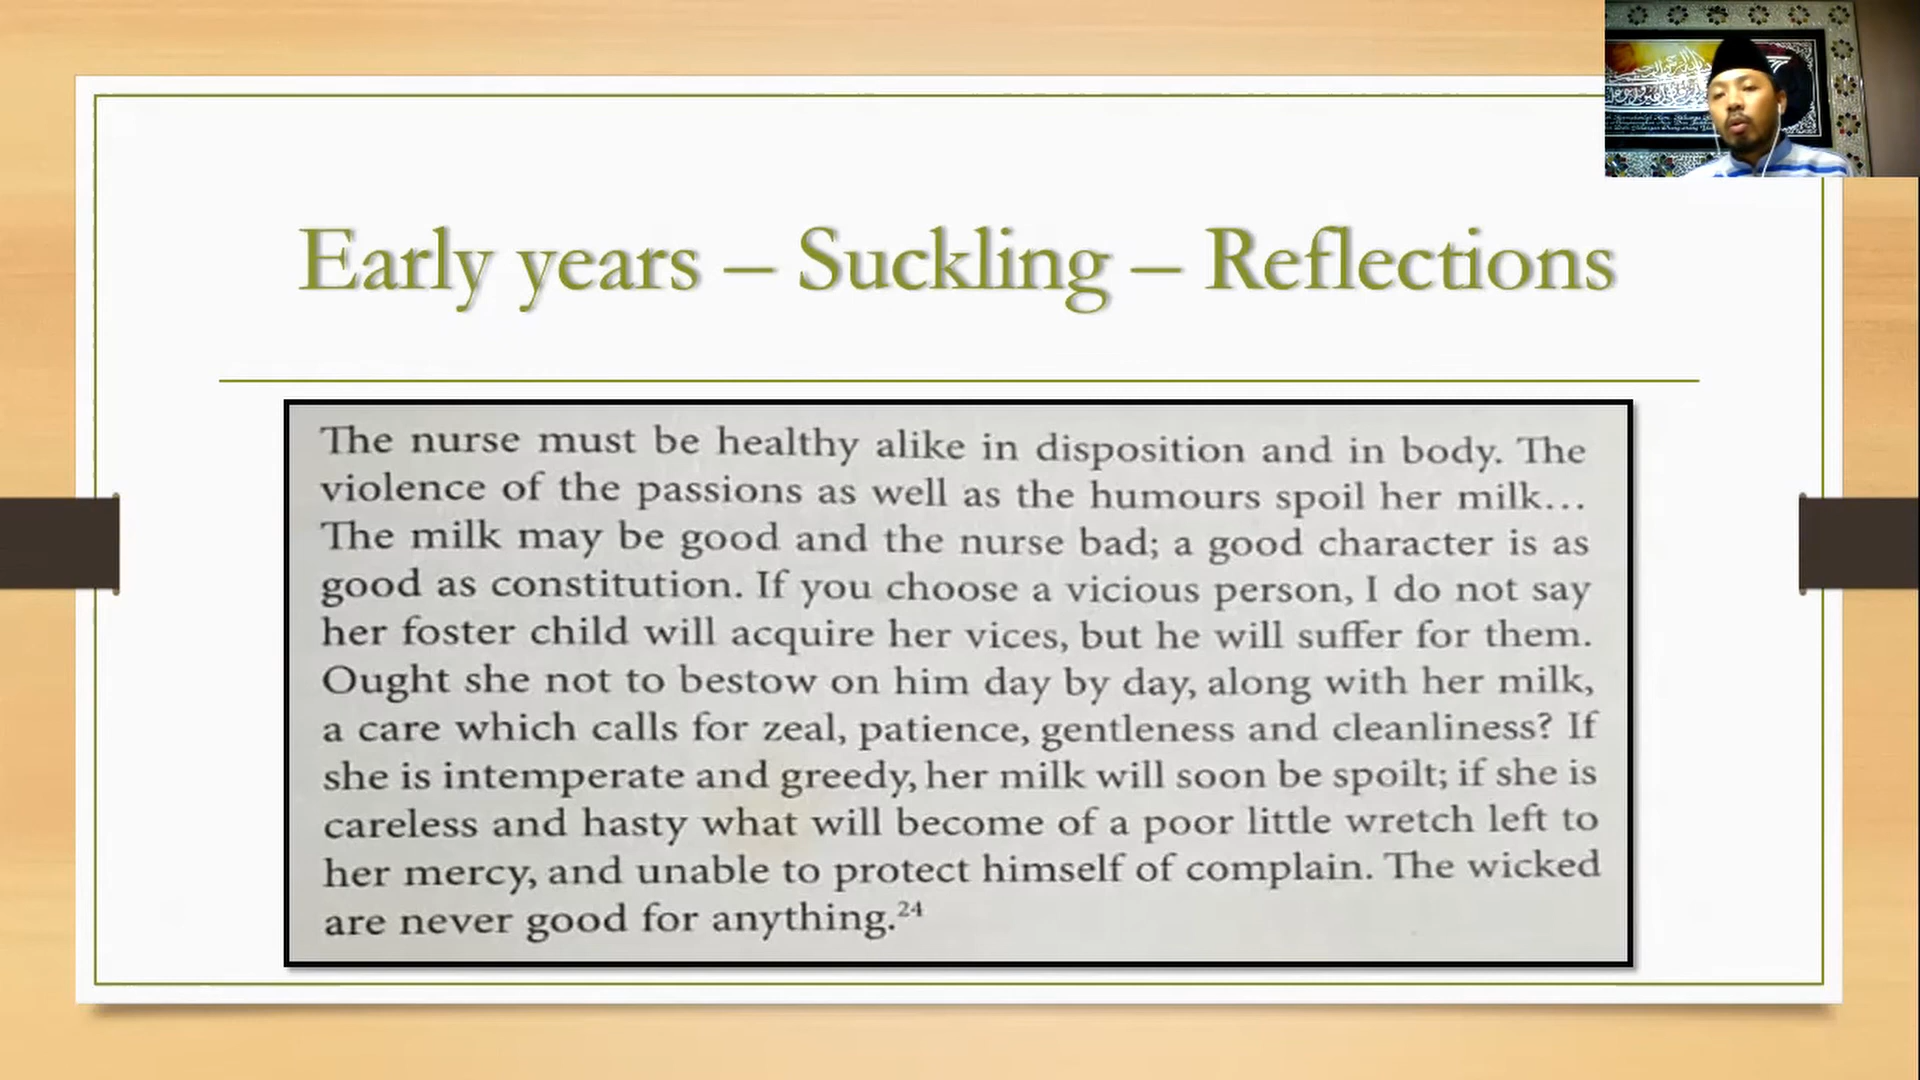 Early years – Suckling – Reflections
The nurse must be healthy alike in disposition and in body. The
violence of the passions as well as the humours spoil her milk…
The milk may be good and the nurse bad; a good character is as
good as constitution. If you choose a vicious person, I do not say
her foster child will acquire her vices, but he will suffer for them.
Ought she not to bestow on him day by day, along with her milk,
a care which calls for zeal, patience, gentleness and cleanliness? If
she is intemperate and greedy, her milk will soon be spoilt; if she is
careless and hasty what will become of a poor little wretch left to
her mercy, and unable to protect himself of complain. The wicked
are never good for anything.24